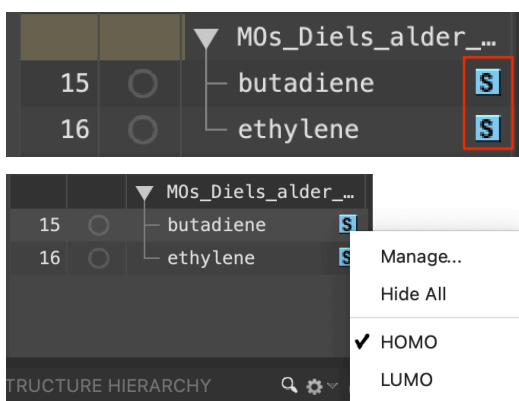 MOs_Diels_alder_…
15 butadiene S
16 ethylene S
MOs_Diels_alder_…
15 butadiene S
16 ethylene S
Manage...
Hide All
✓ HOMO
LUMO
TRUCTURE HIERARCHY